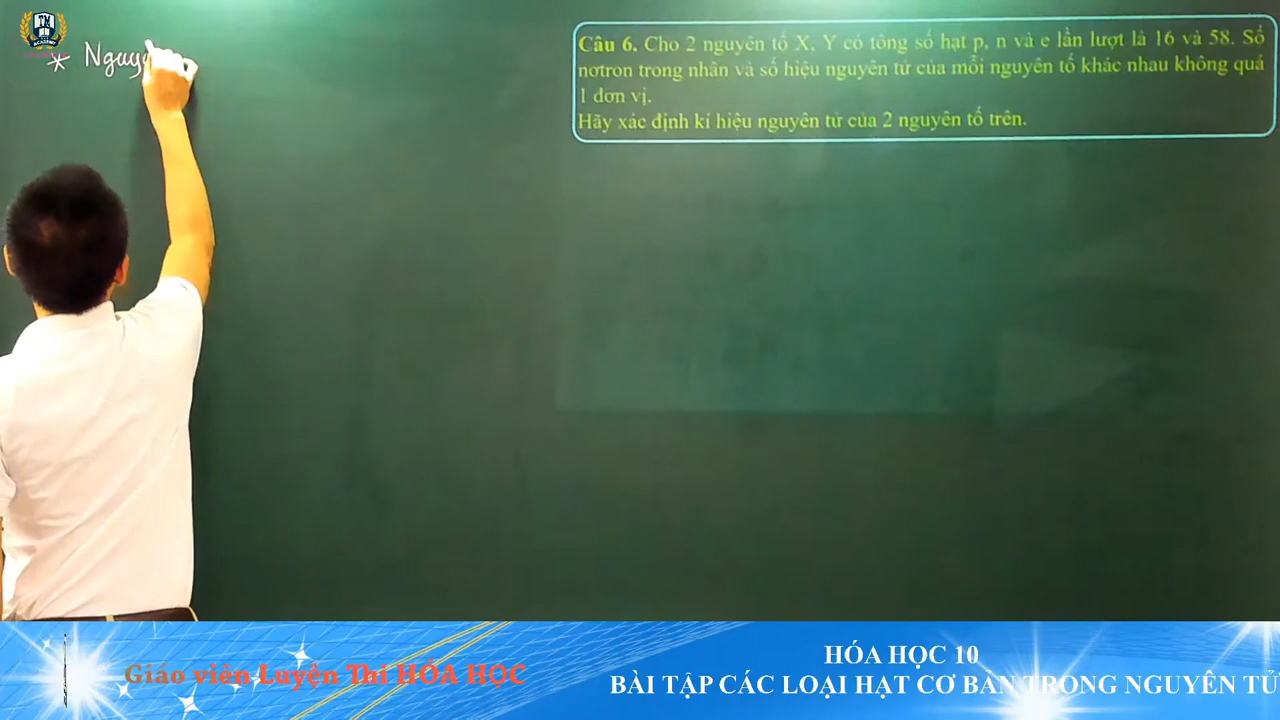 TM
ACADEMY
* Nguy
Câu 6. Cho 2 nguyên tố X, Y có tổng số hạt p, n và e lần lượt là 16 và 58. Số
nơtron trong nhân và số hiệu nguyên tử của mỗi nguyên tố khác nhau không quá
1 đơn vị.
Hãy xác định kí hiệu nguyên tử của 2 nguyên tố trên.
Giáo viên Luyện Thi HÓA HỌC
HÓA HỌC 10
BÀI TẬP CÁC LOẠI HẠT CƠ BẢN TRONG NGUYÊN TỬ